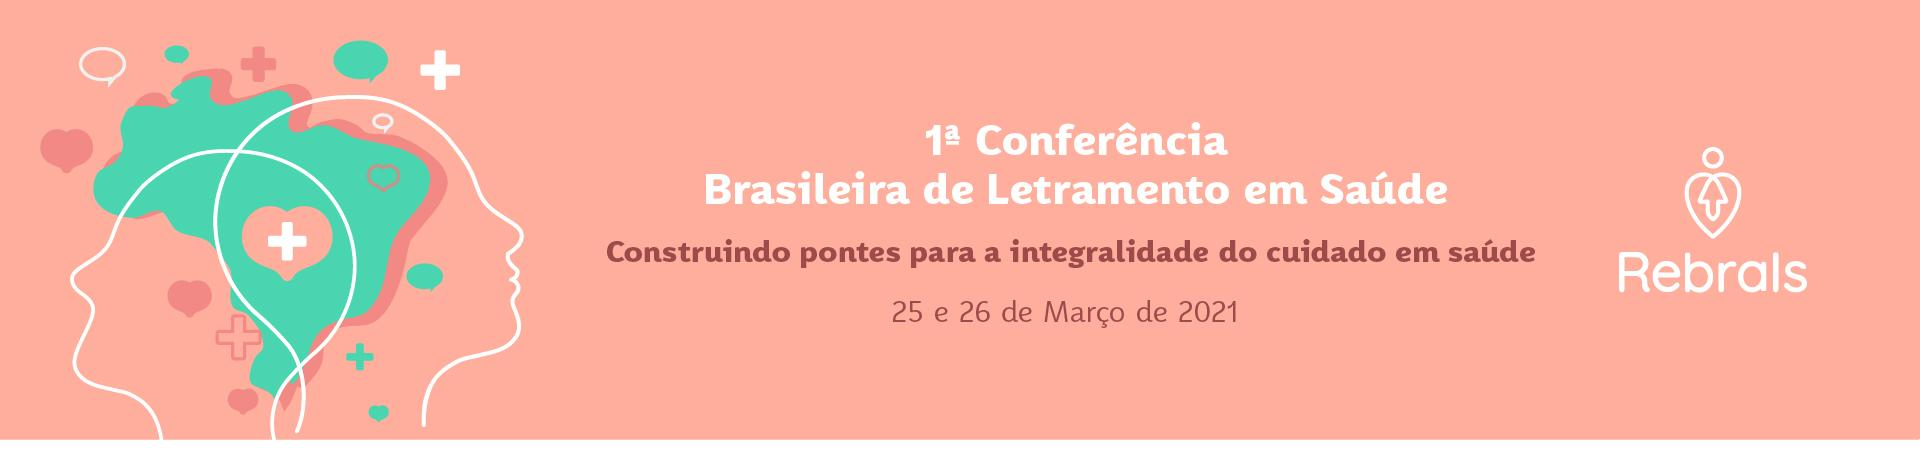 1ª Conferência
Brasileira de Letramento em Saúde
Construindo pontes para a integralidade do cuidado em saúde
25 e 26 de Março de 2021
Rebrals